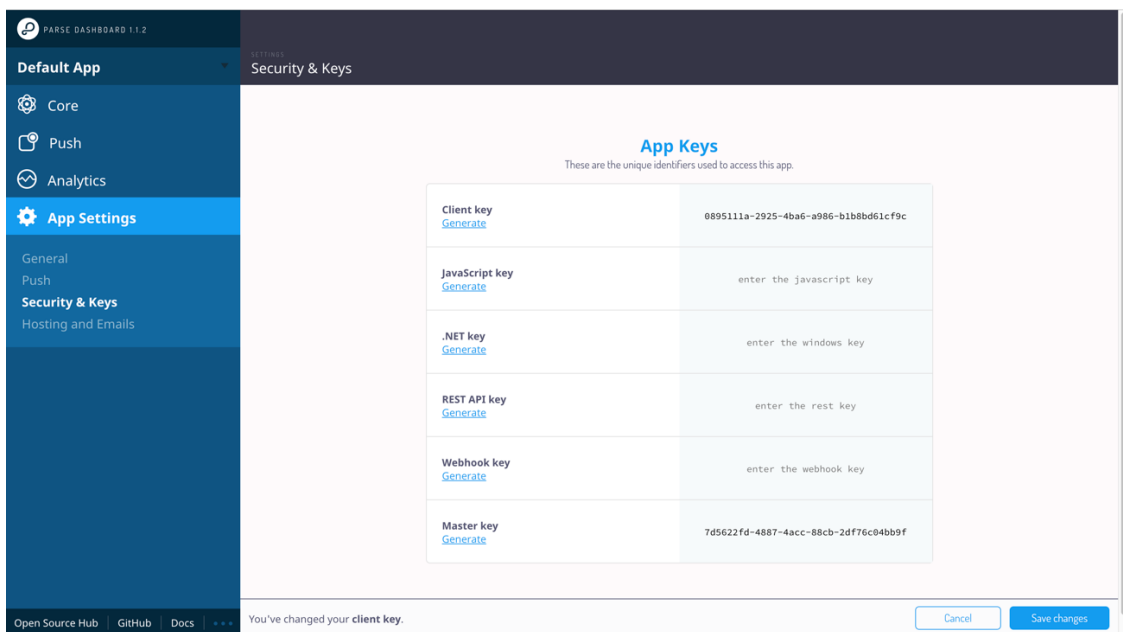 PARSE DASHBOARD 1.1.2
Default App
Core
Push
Analytics
App Settings
General
Push
Security & Keys
Hosting and Emails
Open Source Hub
GitHub
Docs
SETTINGS
Security & Keys
App Keys
These are the unique identifiers used to access this app.
Client key
Generate
0895111a-2925-4ba6-a986-b1b8bd61cf9c
JavaScript key
Generate
enter the javascript key
.NET key
Generate
enter the windows key
REST API key
Generate
enter the rest key
Webhook key
Generate
enter the webhook key
Master key
Generate
7d5622fd-4887-4acc-88cb-2df76c04bb9f
You've changed your client key.
Cancel
Save changes